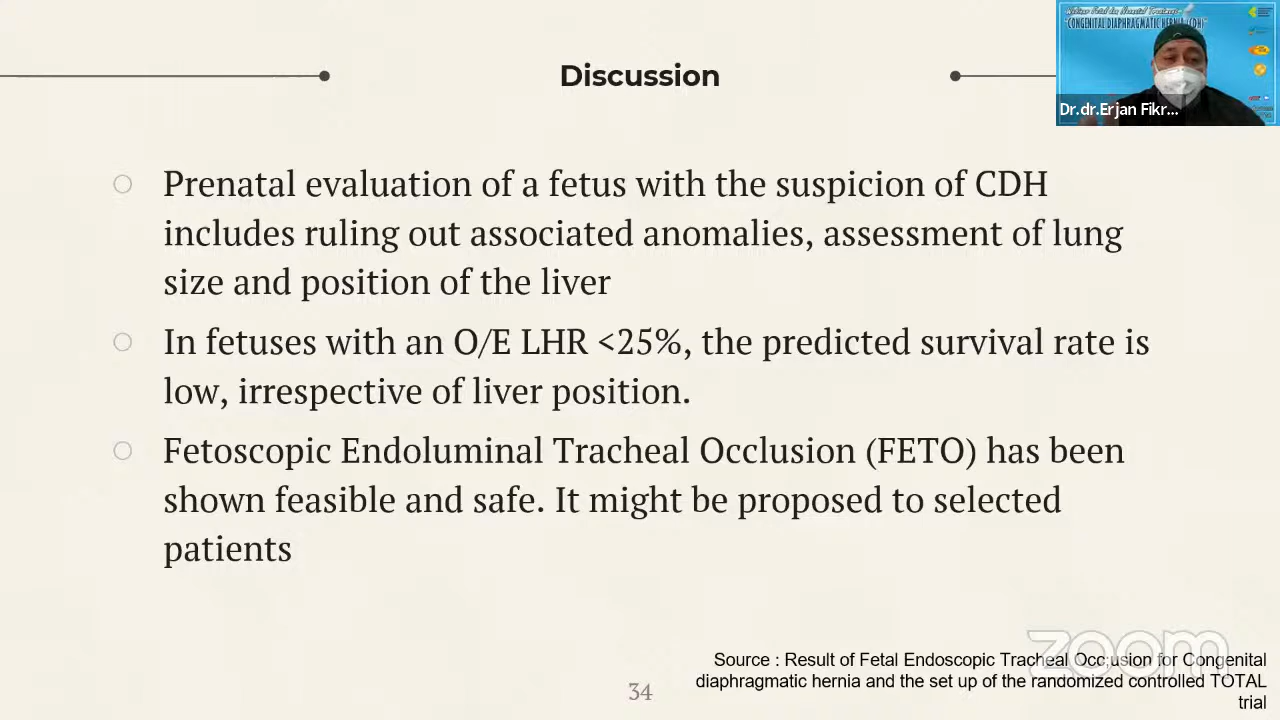 Discussion
"CONGENITAL DIAPHRAGMATIC HERNIA (CDH)"
Dr.dr.Erjan Fikr...
Prenatal evaluation of a fetus with the suspicion of CDH
includes ruling out associated anomalies, assessment of lung
size and position of the liver
In fetuses with an O/E LHR <25%, the predicted survival rate is
low, irrespective of liver position.
Fetoscopic Endoluminal Tracheal Occlusion (FETO) has been
shown feasible and safe. It might be proposed to selected
patients
zoom
Source : Result of Fetal Endoscopic Tracheal Occlusion for Congenital
diaphragmatic hernia and the set up of the randomized controlled TOTAL
trial
34